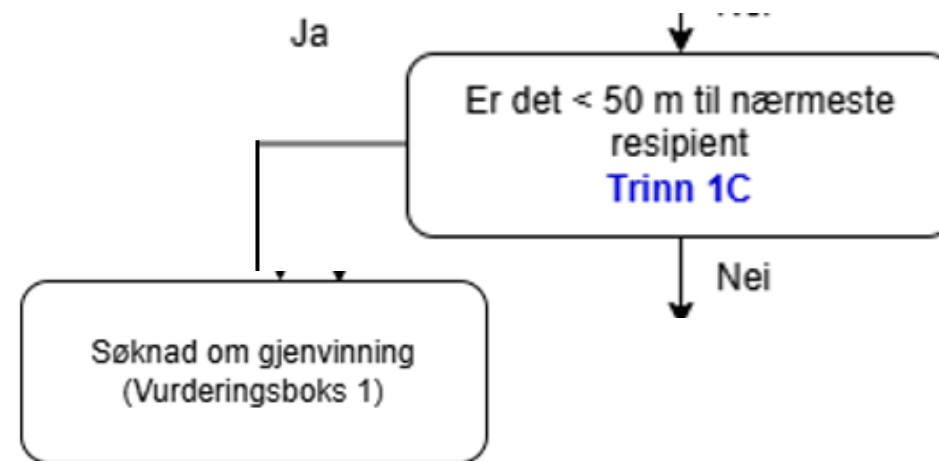 Ja
Er det < 50 m til nærmeste
resipient
Trinn 1C
Nei
Søknad om gjenvinning
(Vurderingsboks 1)